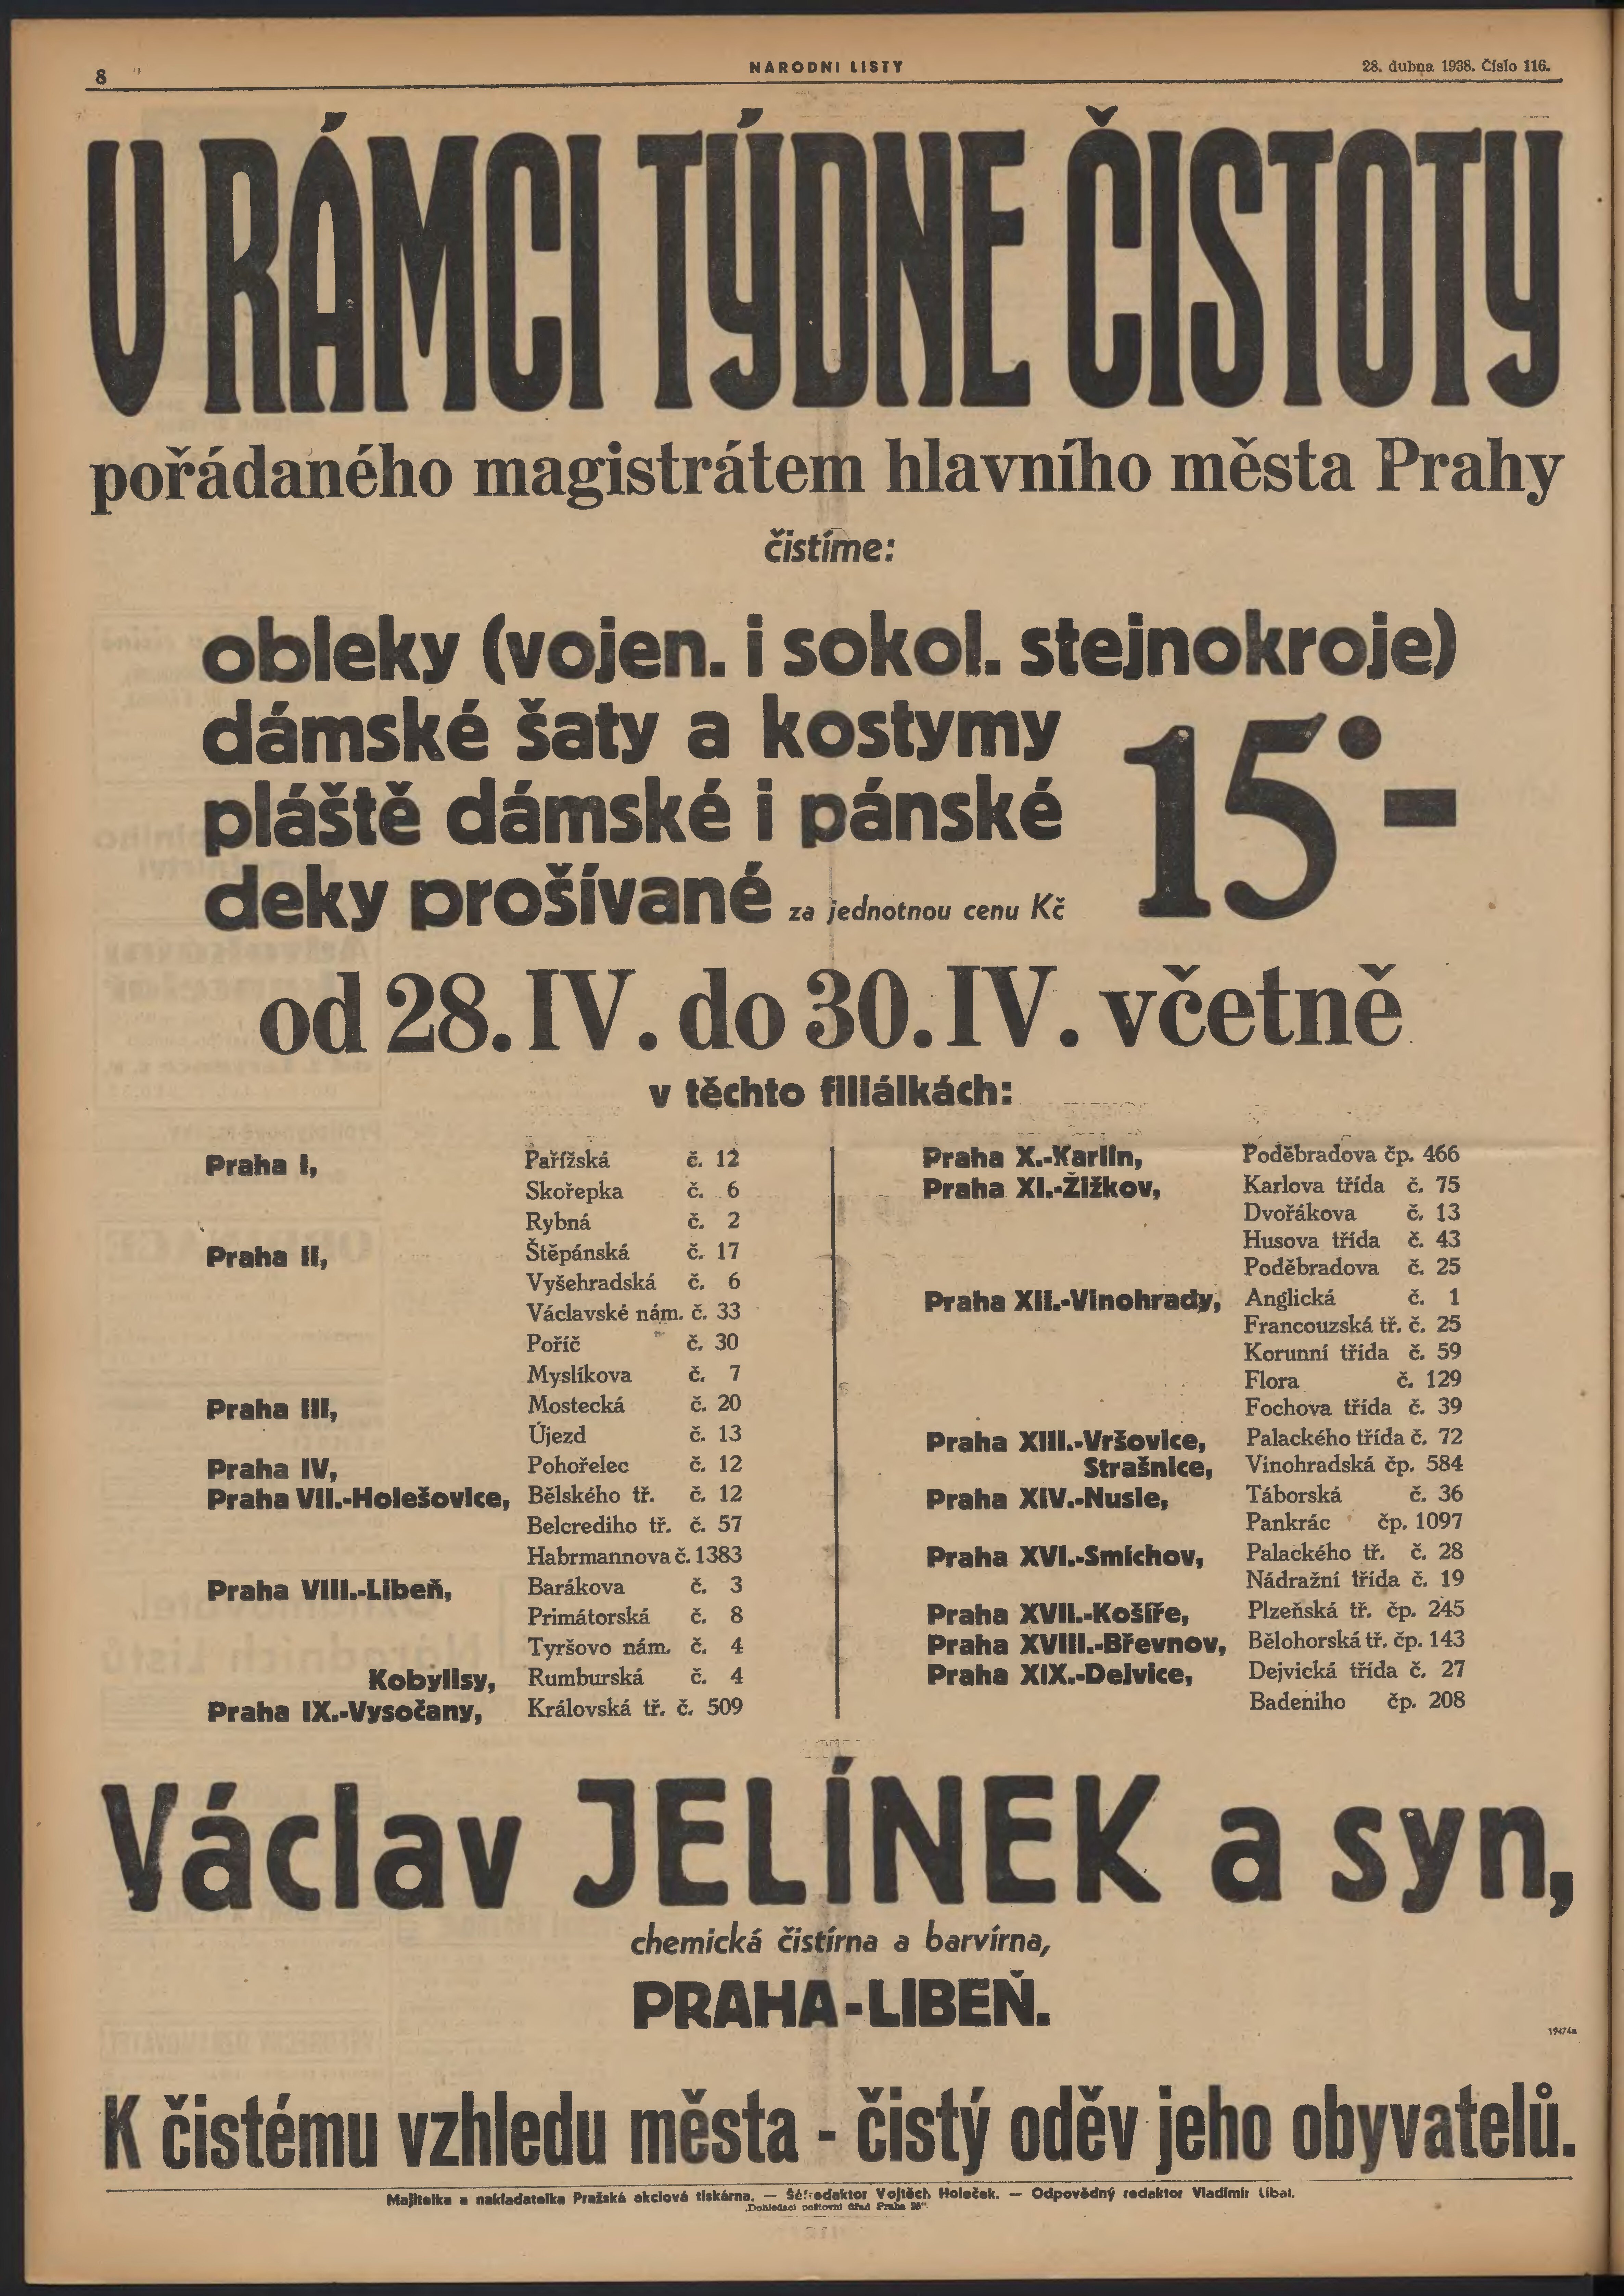 8
NÁRODNÍ LISTY
28. dubna 1938. Číslo 116.
V RÁMCI TÝDNE ČISTOTY
pořádaného magistrátem hlavního města Prahy
čistíme:
obleky (vojen. i sokol. stejnokroje)
dámské šaty a kostymy
pláště dámské i pánské
deky prošívané za jednotnou cenu Kč
15·-
od 28. IV. do 30. IV. včetně
v těchto filiálkách:
Praha I, Pařížská č. 12
Skořepka č. 6
Rybná č. 2
Praha II, Štěpánská č. 17
Vyšehradská č. 6
Václavské nám. č. 33
Poříč č. 30
Myslíkova č. 7
Praha III, Mostecká č. 20
Újezd č. 13
Praha IV, Pohořelec č. 12
Praha VII.-Holešovice, Bělského tř. č. 12
Belcrediho tř. č. 57
Habrmannova č. 1383
Praha VIII.-Libeň, Barákova č. 3
Primátorská č. 8
Tyršovo nám. č. 4
Kobylisy, Rumburská č. 4
Praha IX.-Vysočany, Královská tř. č. 509
Praha X.-Karlín, Poděbradova čp. 466
Praha XI.-Žižkov, Karlova třída č. 75
Dvořákova č. 13
Husova třída č. 43
Poděbradova č. 25
Praha XII.-Vinohrady, Anglická č. 1
Francouzská tř. č. 25
Korunní třída č. 59
Flora č. 129
Fochova třída č. 39
Praha XIII.-Vršovice, Palackého třída č. 72
Strašnice, Vinohradská čp. 584
Praha XIV.-Nusle, Táborská č. 36
Pankrác čp. 1097
Praha XVI.-Smíchov, Palackého tř. č. 28
Nádražní třída č. 19
Praha XVII.-Košíře, Plzeňská tř. čp. 245
Praha XVIII.-Břevnov, Bělohorská tř. čp. 143
Praha XIX.-Dejvice, Dejvická třída č. 27
Badeniho čp. 208
Václav JELÍNEK a syn,
chemická čistírna a barvírna,
PRAHA-LIBEŇ.
19474a
K čistému vzhledu města - čistý oděv jeho obyvatelů.
Majitelka a nakladatelka Pražská akciová tiskárna. — Šéfredaktor Vojtěch Holeček. — Odpovědný redaktor Vladimír Líbal.
„Dohlédací poštovní úřad Praha 25“.